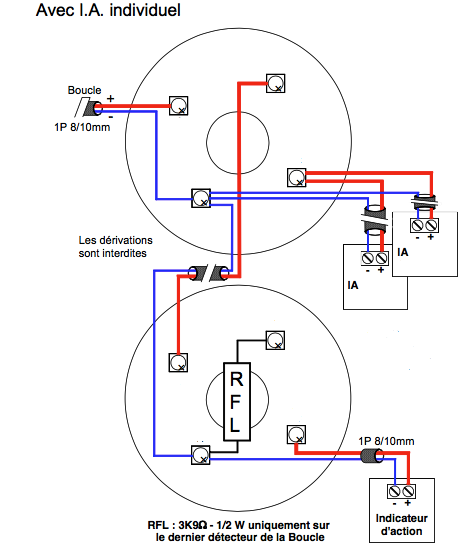 Avec I.A. individuel
Boucle
+
-
1P 8/10mm
Les dérivations
sont interdites
IA
- +
IA
- +
R
F
L
1P 8/10mm
- +
Indicateur
d'action
RFL : 3K9Ω - 1/2 W uniquement sur
le dernier détecteur de la Boucle